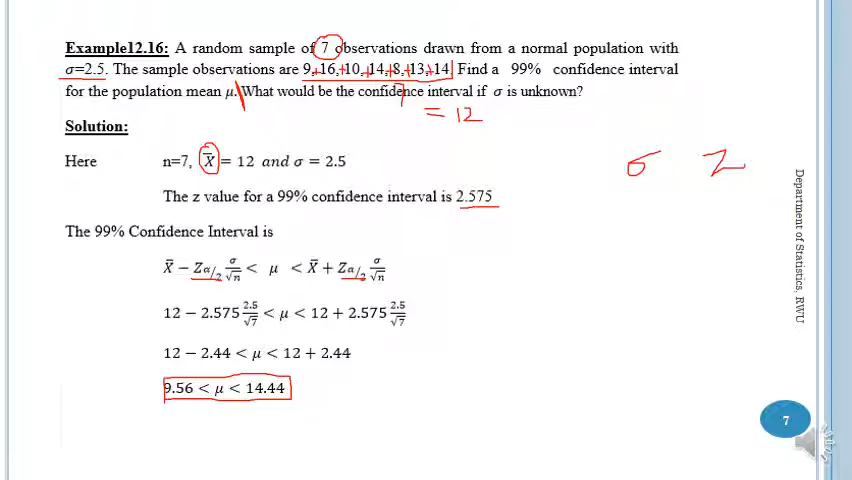 Example12.16: A random sample of 7 observations drawn from a normal population with
σ=2.5. The sample observations are 9,+16,+10,+14,+8,+13,+14. Find a 99% confidence interval
for the population mean μ. What would be the confidence interval if σ is unknown?
7
= 12
Solution:
Here n=7, X̄ = 12 and σ = 2.5
σ Z
The z value for a 99% confidence interval is 2.575
The 99% Confidence Interval is
X̄ − Zα/2 σ/√n < μ < X̄ + Zα/2 σ/√n
12 − 2.575 2.5/√7 < μ < 12 + 2.575 2.5/√7
12 − 2.44 < μ < 12 + 2.44
9.56 < μ < 14.44
Department of Statistics, RWU
7